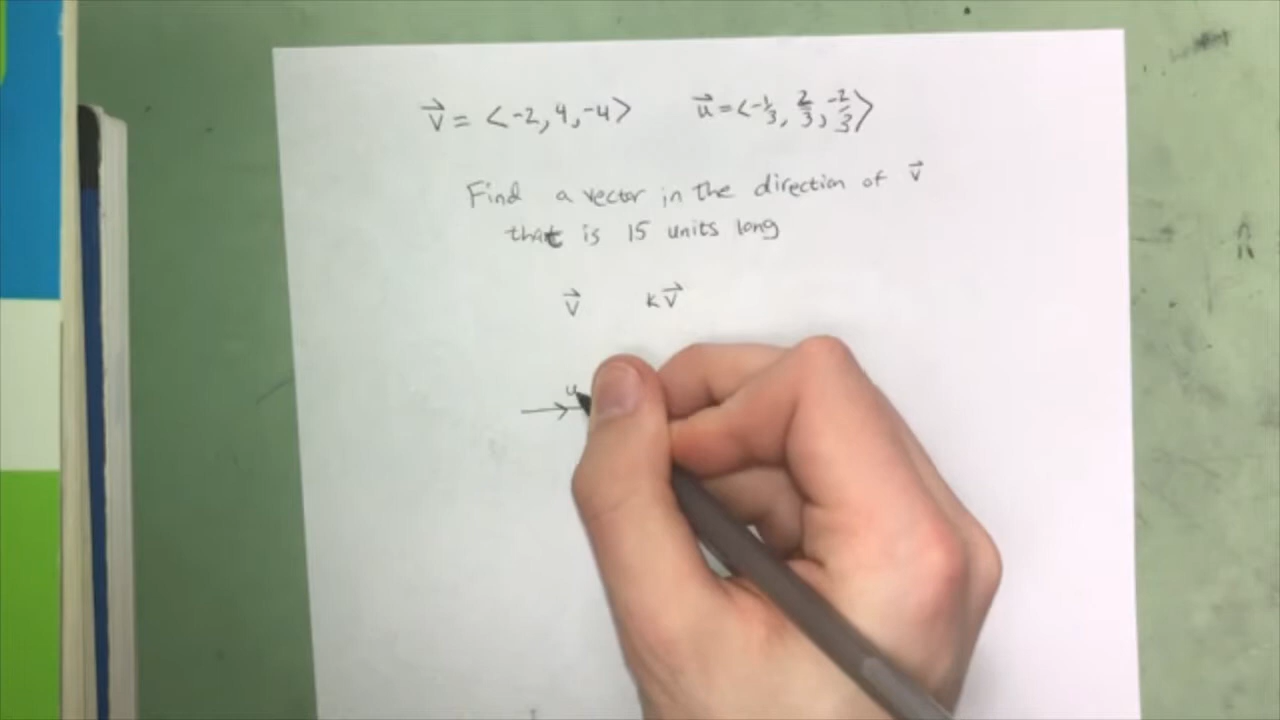 v⃗ = <-2, 4, -4> u⃗ = <-1/3, 2/3, -2/3>
Find a vector in the direction of v⃗
that is 15 units long
v⃗ kv⃗
u